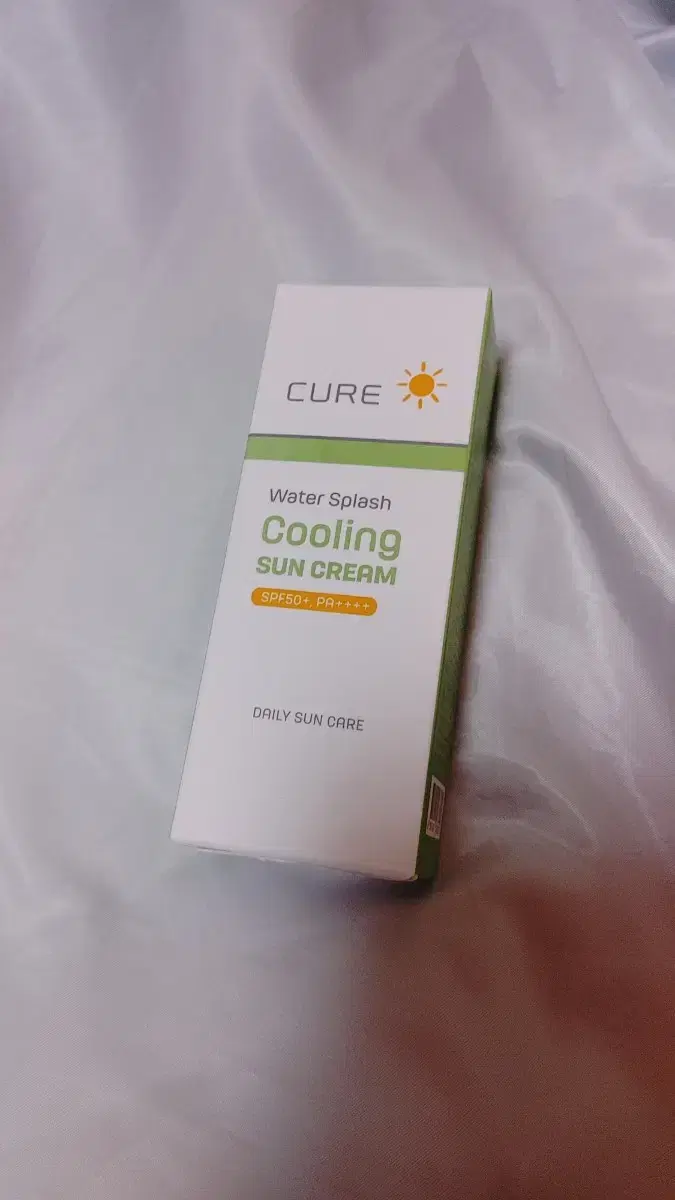 CURE
Water Splash
Cooling
SUN CREAM
SPF50+, PA++++
DAILY SUN CARE